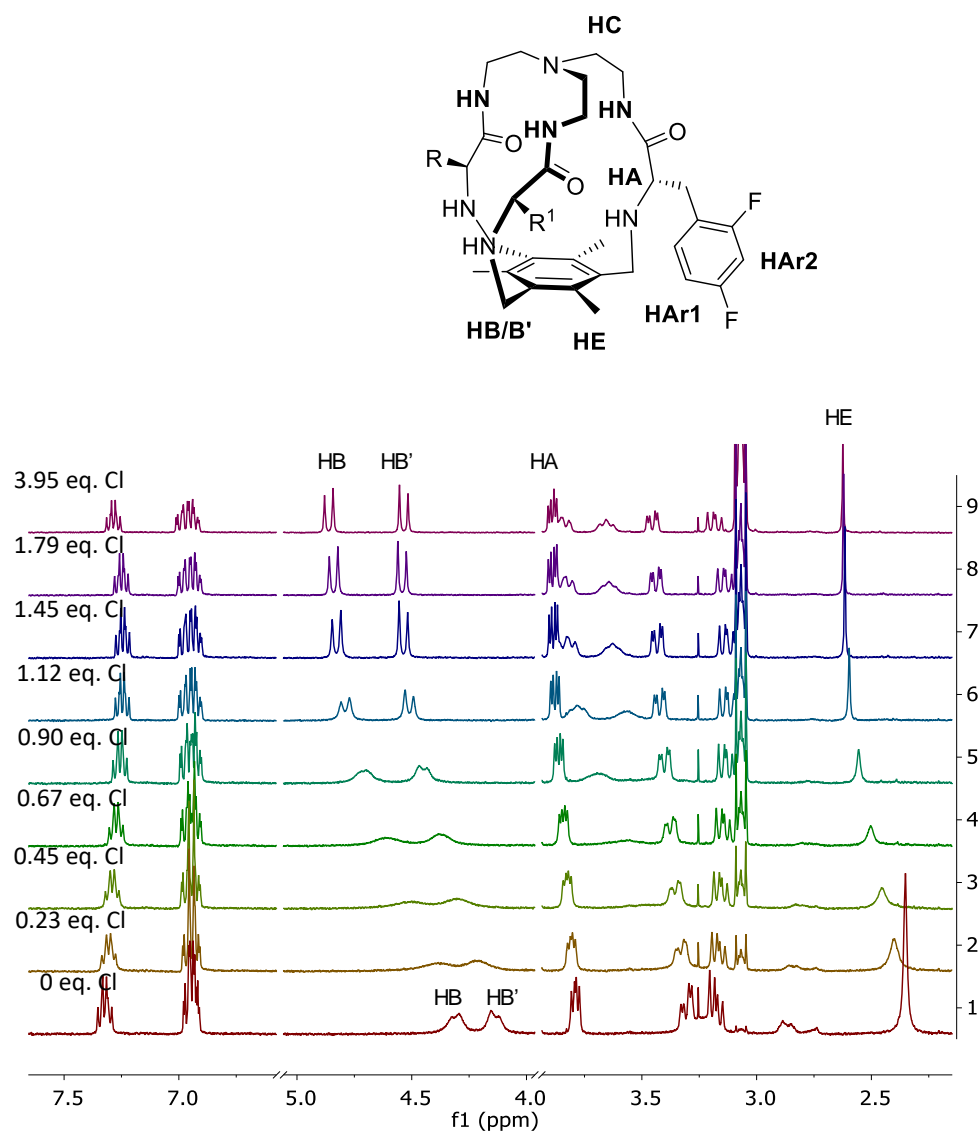 HC
N
HN
HN
HN
O
O
R
HA
O
HN
HN
R1
F
HN
HAr2
HAr1
F
HB/B'
HE
HE
HB
HB'
HA
3.95 eq. Cl
9
1.79 eq. Cl
8
1.45 eq. Cl
7
1.12 eq. Cl
6
0.90 eq. Cl
5
0.67 eq. Cl
4
0.45 eq. Cl
3
0.23 eq. Cl
2
0 eq. Cl
HB
HB'
1
7.5 7.0 5.0 4.5 4.0 3.5 3.0 2.5
f1 (ppm)